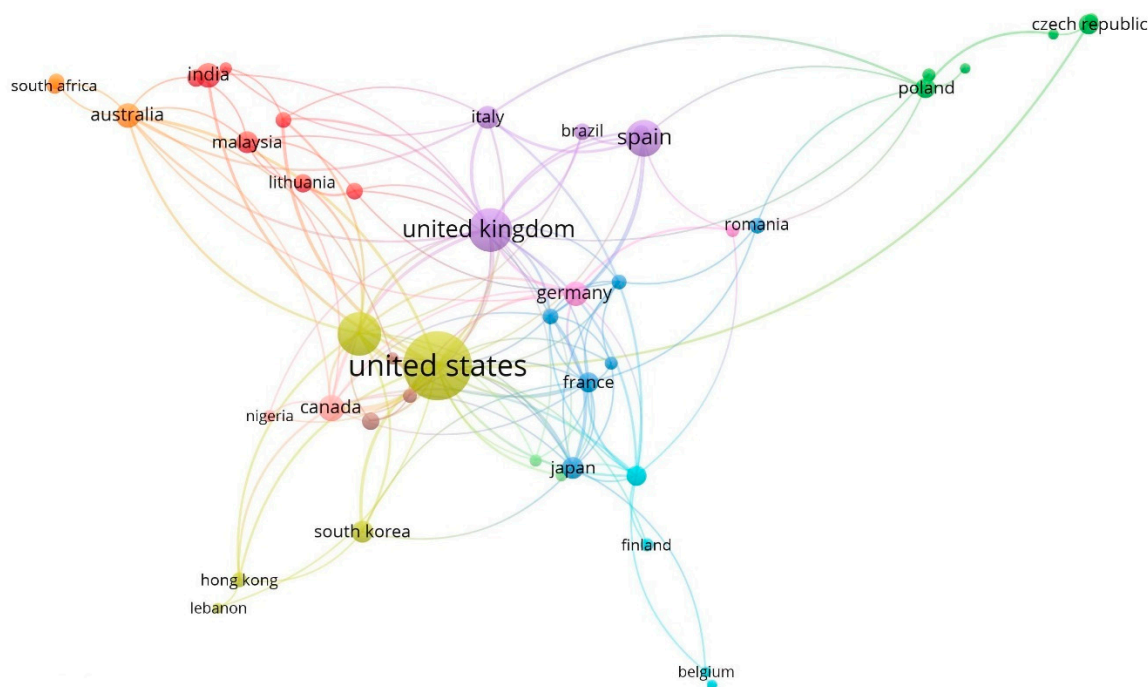 czech republic
india
south africa
poland
australia
italy
brazil
spain
malaysia
lithuania
romania
united kingdom
germany
united states
france
canada
nigeria
japan
south korea
finland
hong kong
lebanon
belgium